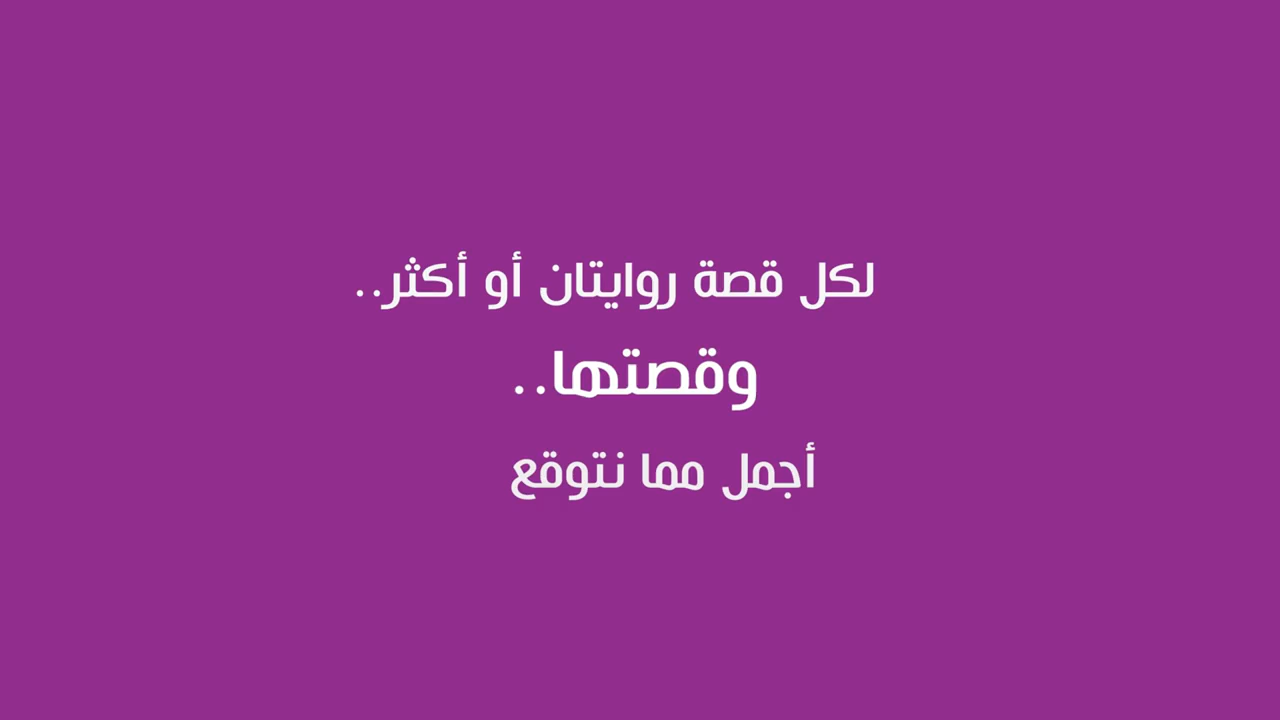 لكل قصة روايتان أو أكثر..
وقصتها..
أجمل مما نتوقع